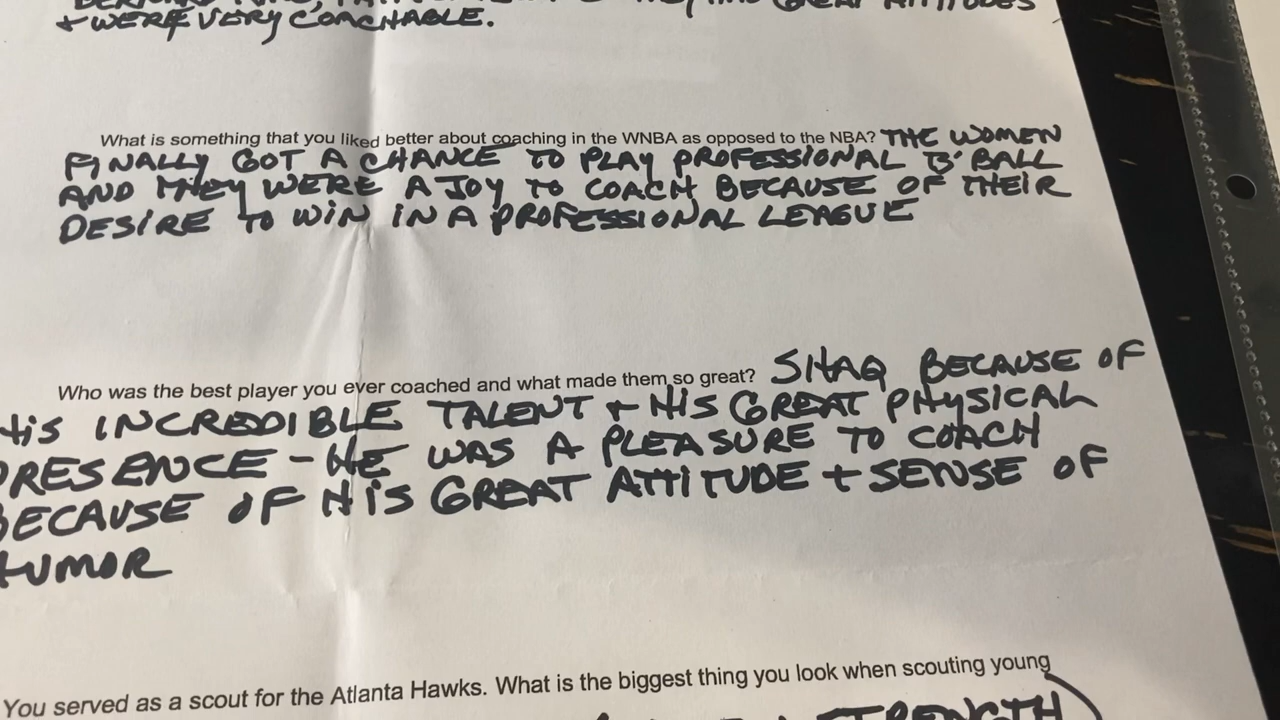 GREAT ATTITUDES
+ WERE VERY COACHABLE.
What is something that you liked better about coaching in the WNBA as opposed to the NBA? THE WOMEN
FINALLY GOT A CHANCE TO PLAY PROFESSIONAL B'BALL
AND THEY WERE A JOY TO COACH BECAUSE OF THEIR
DESIRE TO WIN IN A PROFESSIONAL LEAGUE
Who was the best player you ever coached and what made them so great? SHAQ BECAUSE OF
HIS INCREDIBLE TALENT + HIS GREAT PHYSICAL
PRESENCE - HE WAS A PLEASURE TO COACH
BECAUSE OF HIS GREAT ATTITUDE + SENSE OF
HUMOR
You served as a scout for the Atlanta Hawks. What is the biggest thing you look when scouting young
STRENGTH